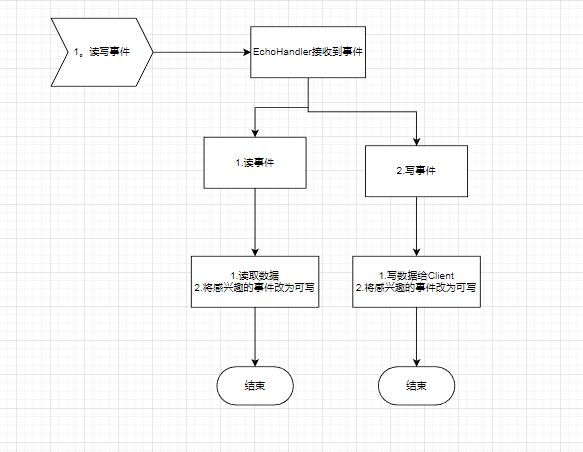 1。读写事件
EchoHandler接收到事件
1.读事件
2.写事件
1.读取数据
2.将感兴趣的事件改为可写
1.写数据给Client
2.将感兴趣的事件改为可写
结束
结束